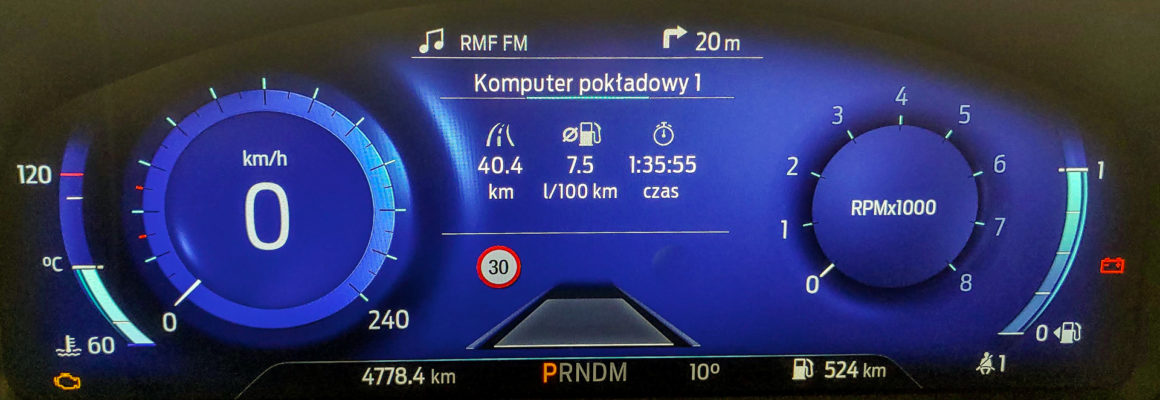 RMF FM
20 m
Komputer pokładowy 1
40.4 7.5 1:35:55
km l/100 km czas
120
°C
60
km/h
0
0
240
30
RPMx1000
0
1
2
3
4
5
6
7
8
1
0
1
4778.4 km PRNDM 10° 524 km